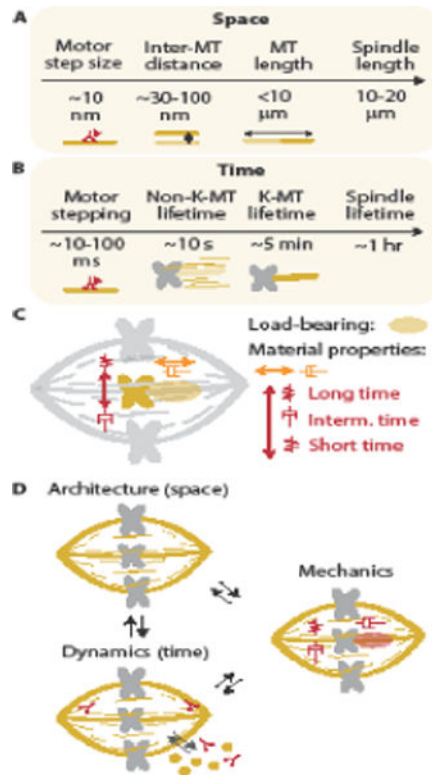 A
Space
Motor step size
Inter-MT distance
MT length
Spindle length
~10 nm
~30-100 nm
<10 μm
10-20 μm
B
Time
Motor stepping
Non-K-MT lifetime
K-MT lifetime
Spindle lifetime
~10-100 ms
~10 s
~5 min
~1 hr
C
Load-bearing:
Material properties:
Long time
Interm. time
Short time
D
Architecture (space)
Mechanics
Dynamics (time)